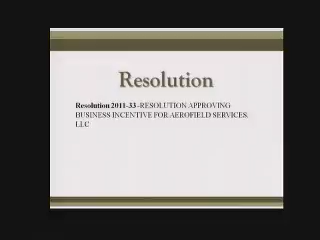 Resolution
Resolution 2011-33 -RESOLUTION APPROVING
BUSINESS INCENTIVE FOR AEROFIELD SERVICES,
LLC